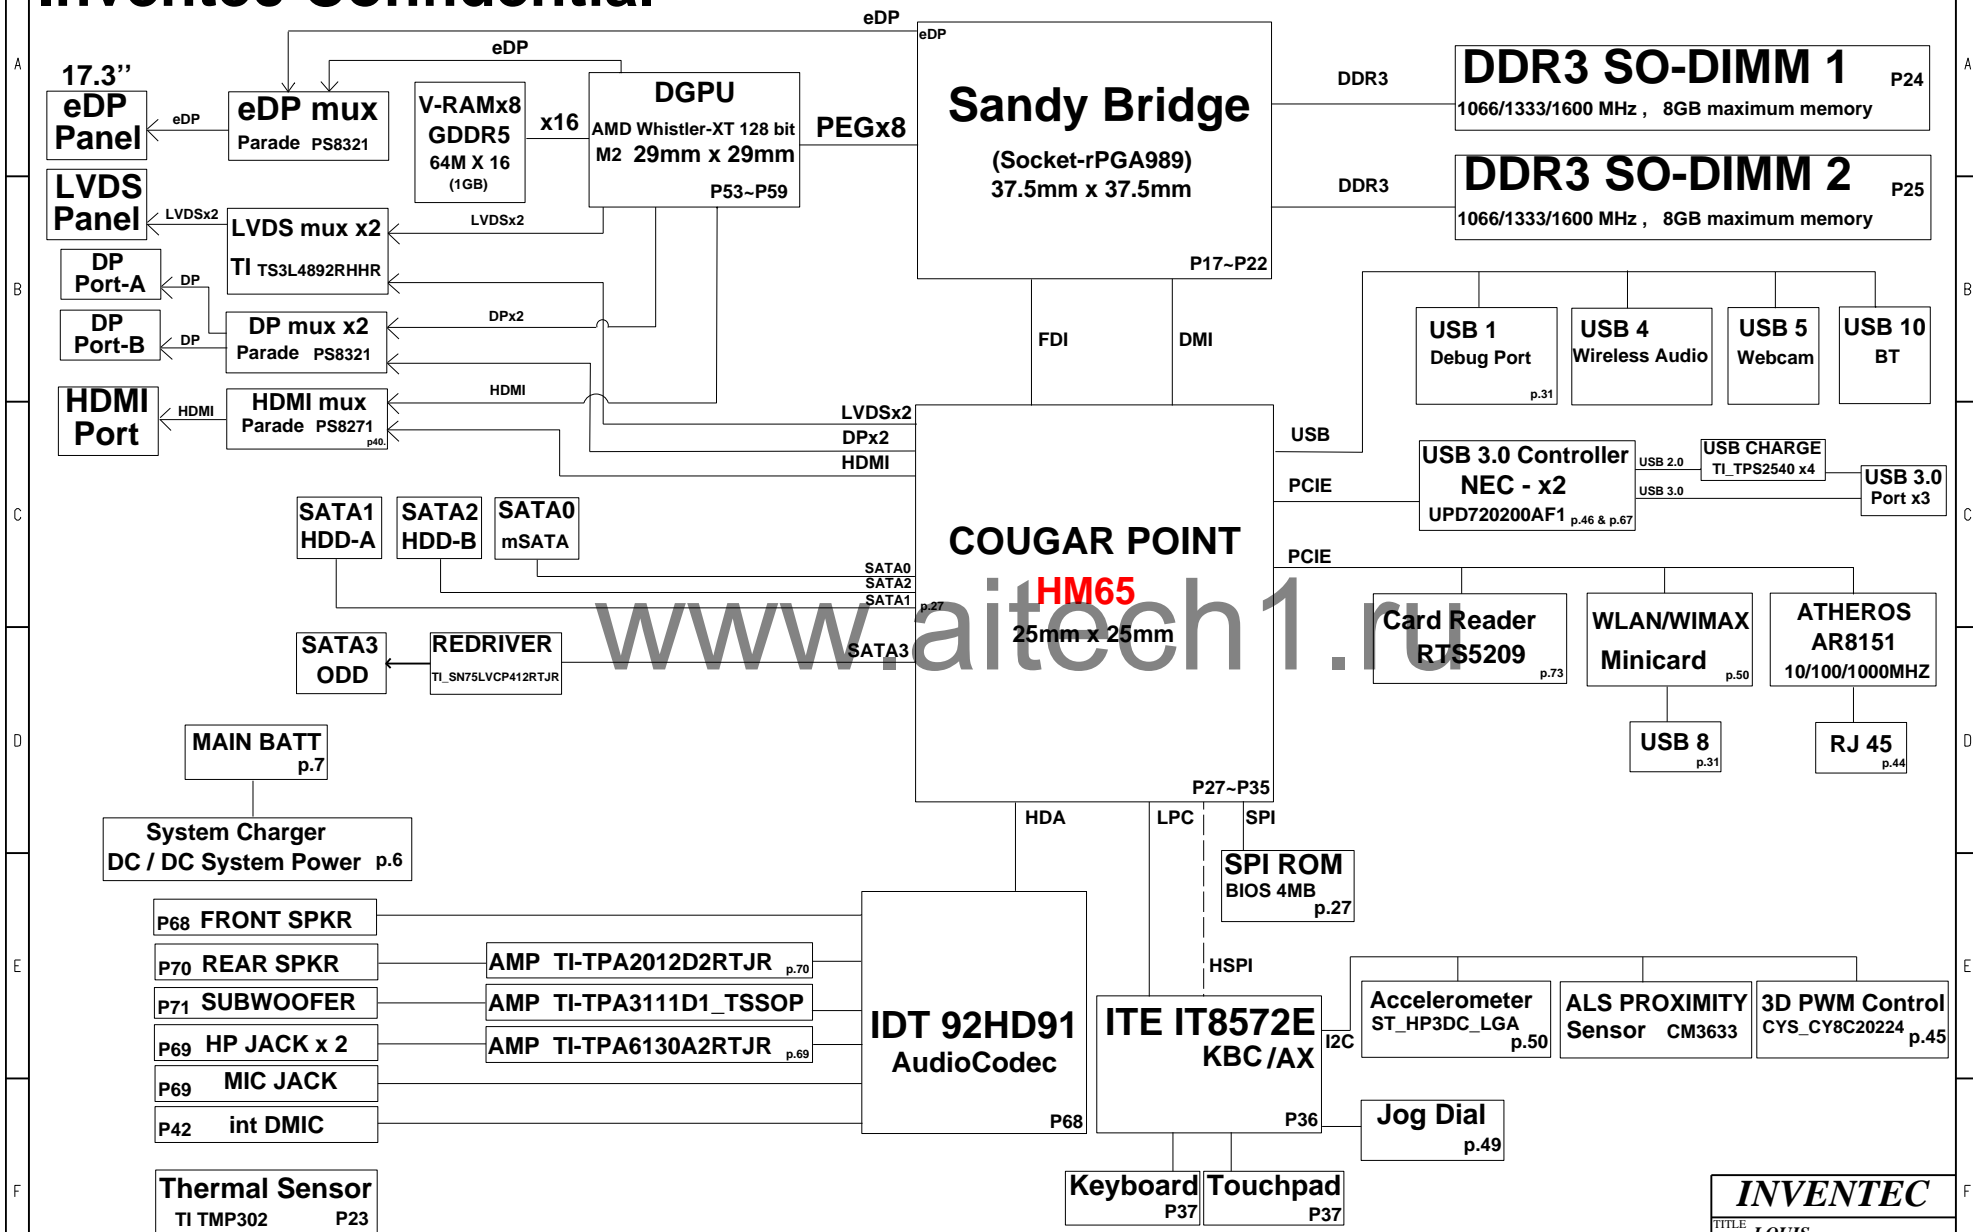 Inventec Confidential
eDP
eDP
eDP
17.3''
eDP
Panel
eDP
eDP mux
Parade PS8321
V-RAMx8
GDDR5
64M X 16
(1GB)
x16
DGPU
AMD Whistler-XT 128 bit
M2 29mm x 29mm
P53~P59
PEGx8
Sandy Bridge
(Socket-rPGA989)
37.5mm x 37.5mm
P17~P22
DDR3
DDR3 SO-DIMM 1 P24
1066/1333/1600 MHz , 8GB maximum memory
DDR3
DDR3 SO-DIMM 2 P25
1066/1333/1600 MHz , 8GB maximum memory
LVDS
Panel
LVDSx2
LVDS mux x2
TI TS3L4892RHHR
LVDSx2
DP
Port-A
DP
DP
Port-B
DP
DP mux x2
Parade PS8321
DPx2
HDMI
Port
HDMI
HDMI mux
Parade PS8271
p40.
HDMI
FDI
DMI
USB 1
Debug Port
p.31
USB 4
Wireless Audio
USB 5
Webcam
USB 10
BT
LVDSx2
DPx2
HDMI
USB
PCIE
USB 3.0 Controller
NEC - x2
UPD720200AF1 p.46 & p.67
USB 2.0
USB 3.0
USB CHARGE
TI_TPS2540 x4
USB 3.0
Port x3
SATA1
HDD-A
SATA2
HDD-B
SATA0
mSATA
SATA0
SATA2
SATA1
p.27
COUGAR POINT
HM65
25mm x 25mm
P27~P35
PCIE
www.aitech1.ru
SATA3
ODD
REDRIVER
TI_SN75LVCP412RTJR
SATA3
Card Reader
RTS5209
p.73
WLAN/WIMAX
Minicard
p.50
ATHEROS
AR8151
10/100/1000MHZ
USB 8
p.31
RJ 45
p.44
MAIN BATT
p.7
System Charger
DC / DC System Power p.6
HDA
LPC
SPI
SPI ROM
BIOS 4MB
p.27
HSPI
P68 FRONT SPKR
P70 REAR SPKR
AMP TI-TPA2012D2RTJR p.70
P71 SUBWOOFER
AMP TI-TPA3111D1_TSSOP
P69 HP JACK x 2
AMP TI-TPA6130A2RTJR p.69
P69 MIC JACK
P42 int DMIC
IDT 92HD91
AudioCodec
P68
ITE IT8572E
KBC /AX
P36
I2C
Accelerometer
ST_HP3DC_LGA
p.50
ALS PROXIMITY
Sensor CM3633
3D PWM Control
CYS_CY8C20224 p.45
Jog Dial
p.49
Keyboard
P37
Touchpad
P37
Thermal Sensor
TI TMP302 P23
INVENTEC
TITLE LOUIS
A
B
C
D
E
F
A
B
C
D
E
F